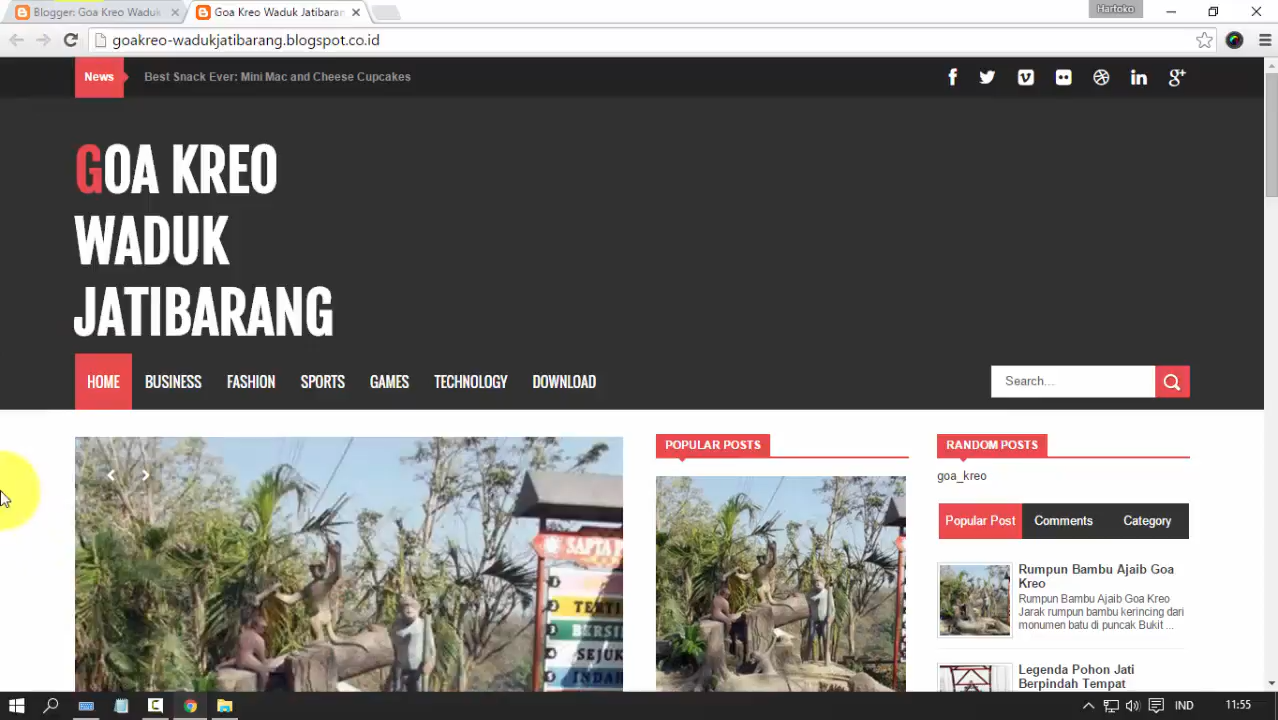 Blogger: Goa Kreo Waduk
Goa Kreo Waduk Jatibaran
Hartoko
goakreo-wadukjatibarang.blogspot.co.id
News
Best Snack Ever: Mini Mac and Cheese Cupcakes
GOA KREO
WADUK
JATIBARANG
HOME BUSINESS FASHION SPORTS GAMES TECHNOLOGY DOWNLOAD
Search...
POPULAR POSTS
RANDOM POSTS
goa_kreo
Popular Post Comments Category
Rumpun Bambu Ajaib Goa
Kreo
Rumpun Bambu Ajaib Goa Kreo
Jarak rumpun bambu kerincing dari
monumen batu di puncak Bukit ...
Legenda Pohon Jati
Berpindah Tempat
SAPTA
BERSI
SEJUK
INDAH
IND
11:55